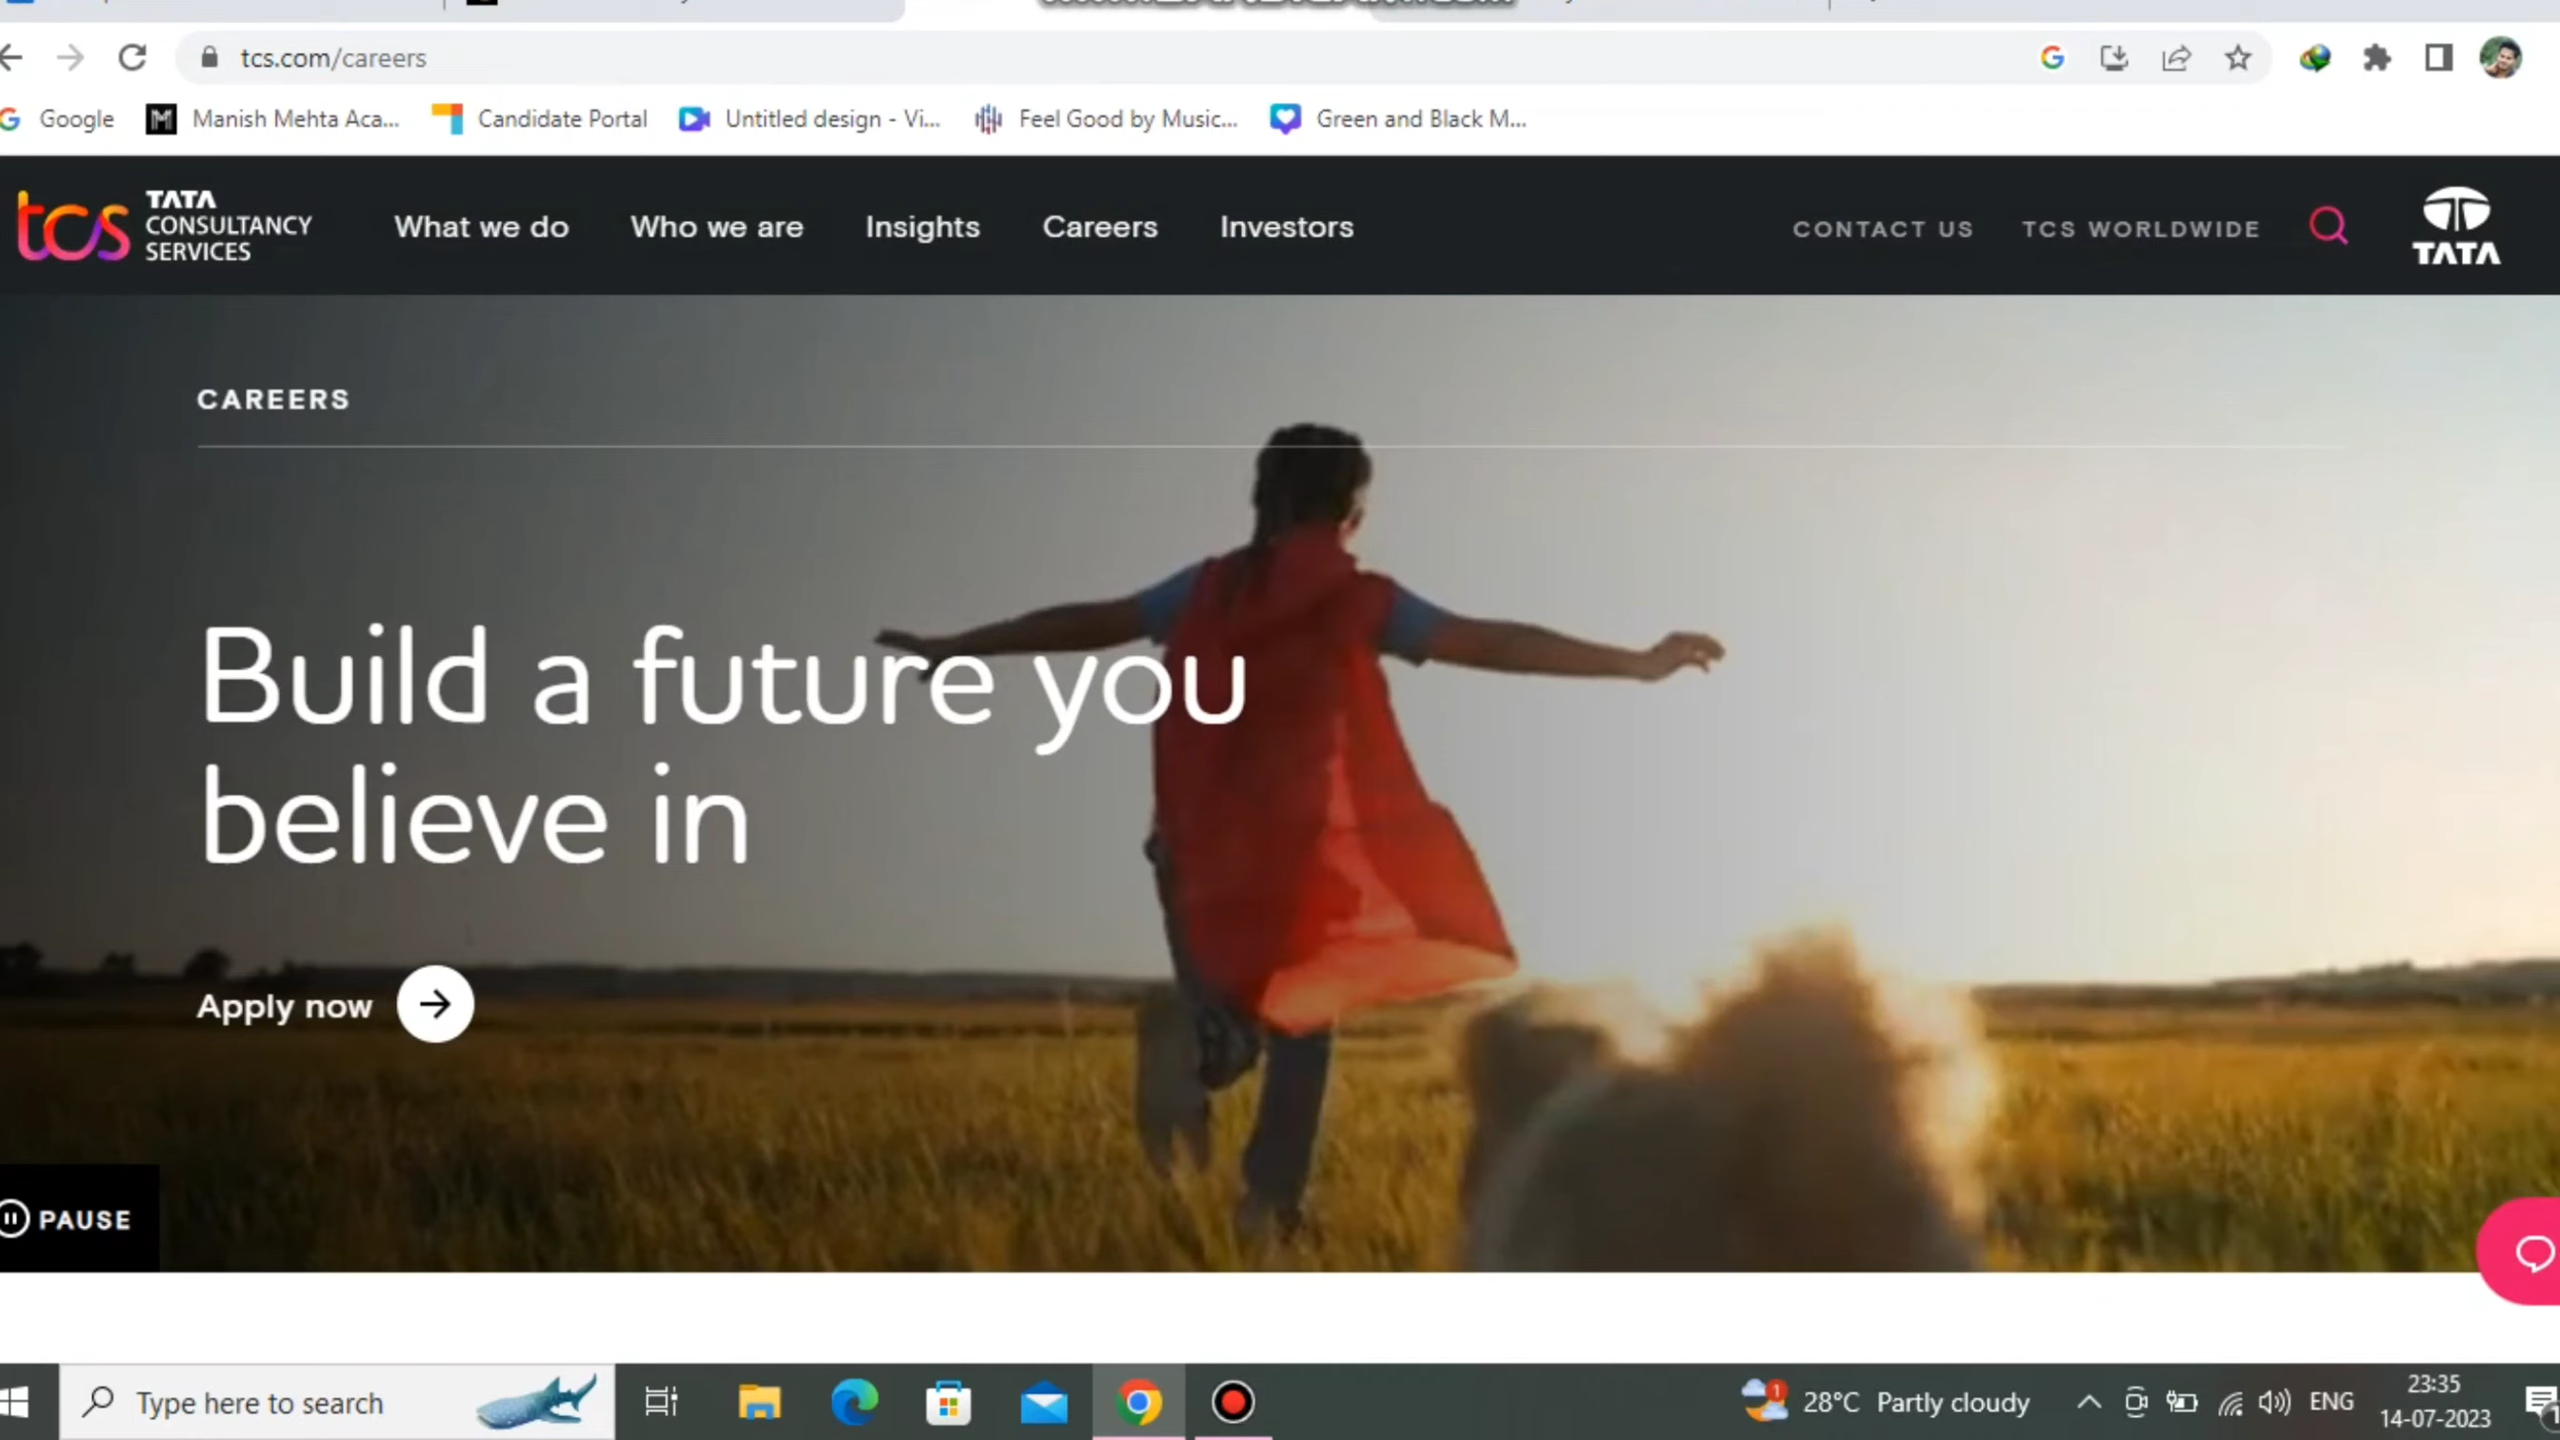 tcs.com/careers
Google
Manish Mehta Aca...
Candidate Portal
Untitled design - Vi...
Feel Good by Music...
Green and Black M...
tcs TATA
CONSULTANCY
SERVICES
What we do
Who we are
Insights
Careers
Investors
CONTACT US
TCS WORLDWIDE
TATA
CAREERS
Build a future you
believe in
Apply now
PAUSE
Type here to search
1
28°C Partly cloudy
ENG
23:35
14-07-2023